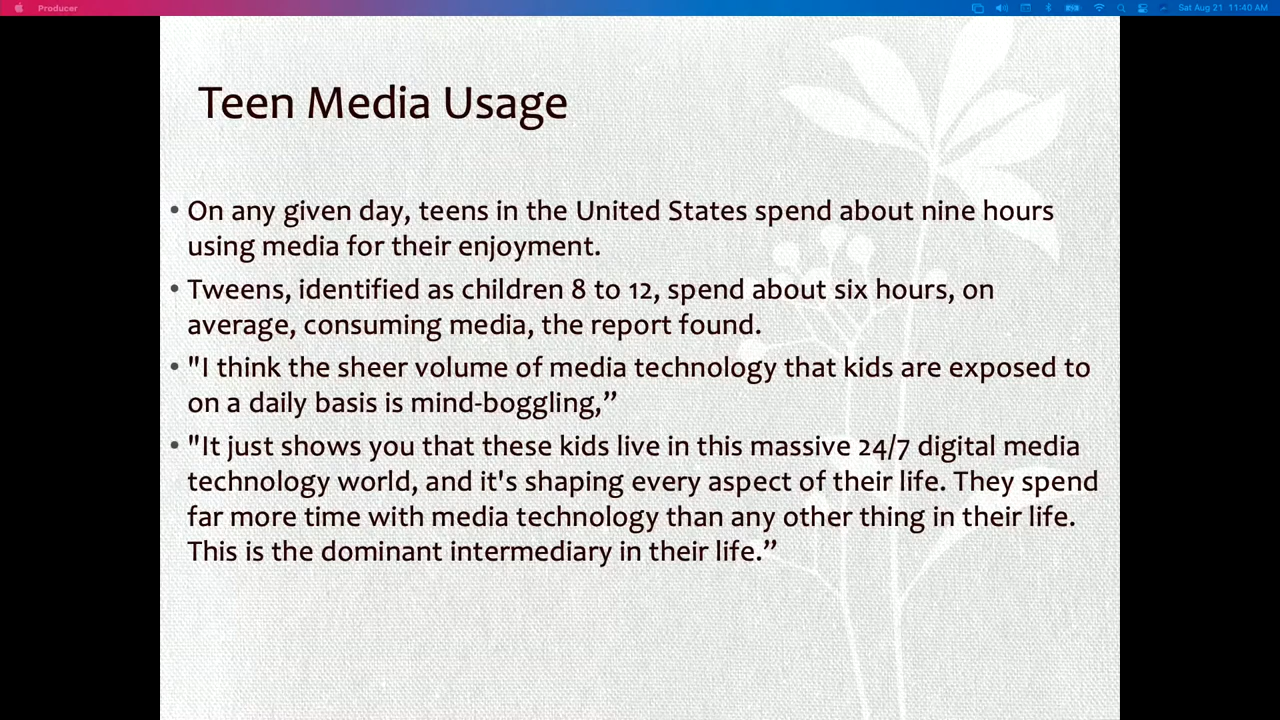 Producer
Sat Aug 21 11:40 AM
Teen Media Usage
• On any given day, teens in the United States spend about nine hours
using media for their enjoyment.
• Tweens, identified as children 8 to 12, spend about six hours, on
average, consuming media, the report found.
• "I think the sheer volume of media technology that kids are exposed to
on a daily basis is mind-boggling,”
• "It just shows you that these kids live in this massive 24/7 digital media
technology world, and it's shaping every aspect of their life. They spend
far more time with media technology than any other thing in their life.
This is the dominant intermediary in their life.”